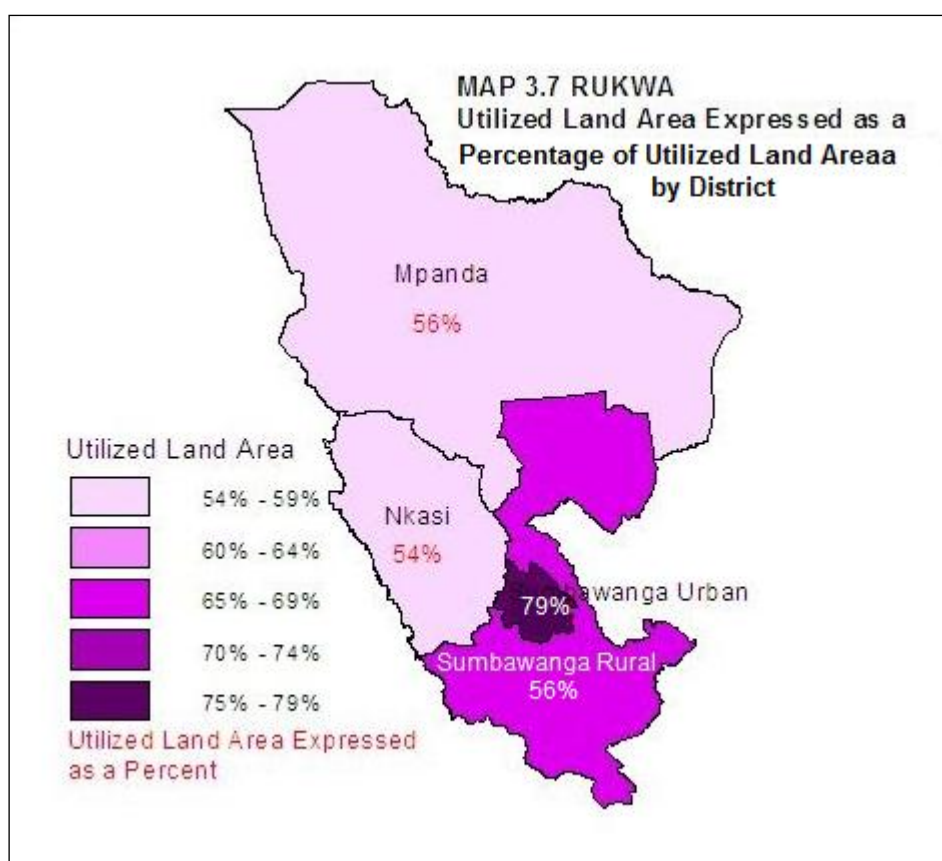 MAP 3.7 RUKWA
Utilized Land Area Expressed as a
Percentage of Utilized Land Areaa
by District
Mpanda
56%
Utilized Land Area
54% - 59%
60% - 64%
65% - 69%
70% - 74%
75% - 79%
Utilized Land Area Expressed
as a Percent
Nkasi
54%
79%
awanga Urban
Sumbawanga Rural
56%